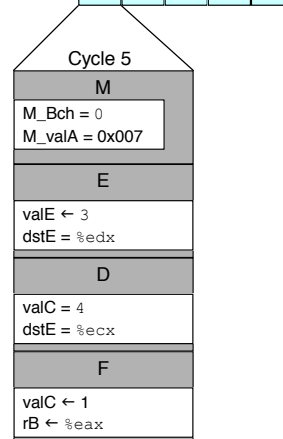 Cycle 5
M
M_Bch = 0
M_valA = 0x007
E
valE ← 3
dstE = %edx
D
valC = 4
dstE = %ecx
F
valC ← 1
rB ← %eax